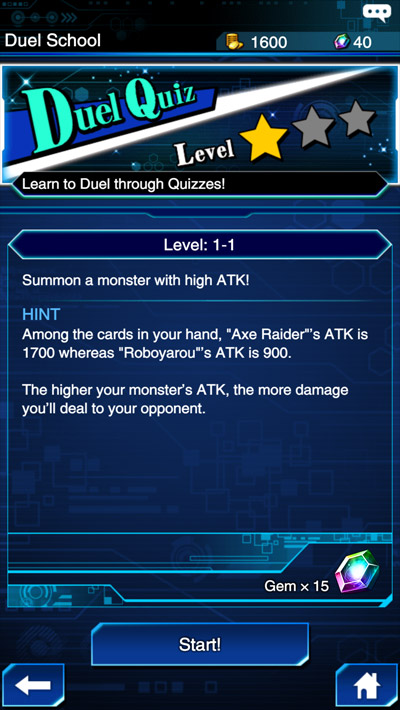 Duel School
1600
40
Duel Quiz
Level
Learn to Duel through Quizzes!
Level: 1-1
Summon a monster with high ATK!
HINT
Among the cards in your hand, "Axe Raider"'s ATK is
1700 whereas "Roboyarou"'s ATK is 900.
The higher your monster's ATK, the more damage
you'll deal to your opponent.
Gem × 15
Start!